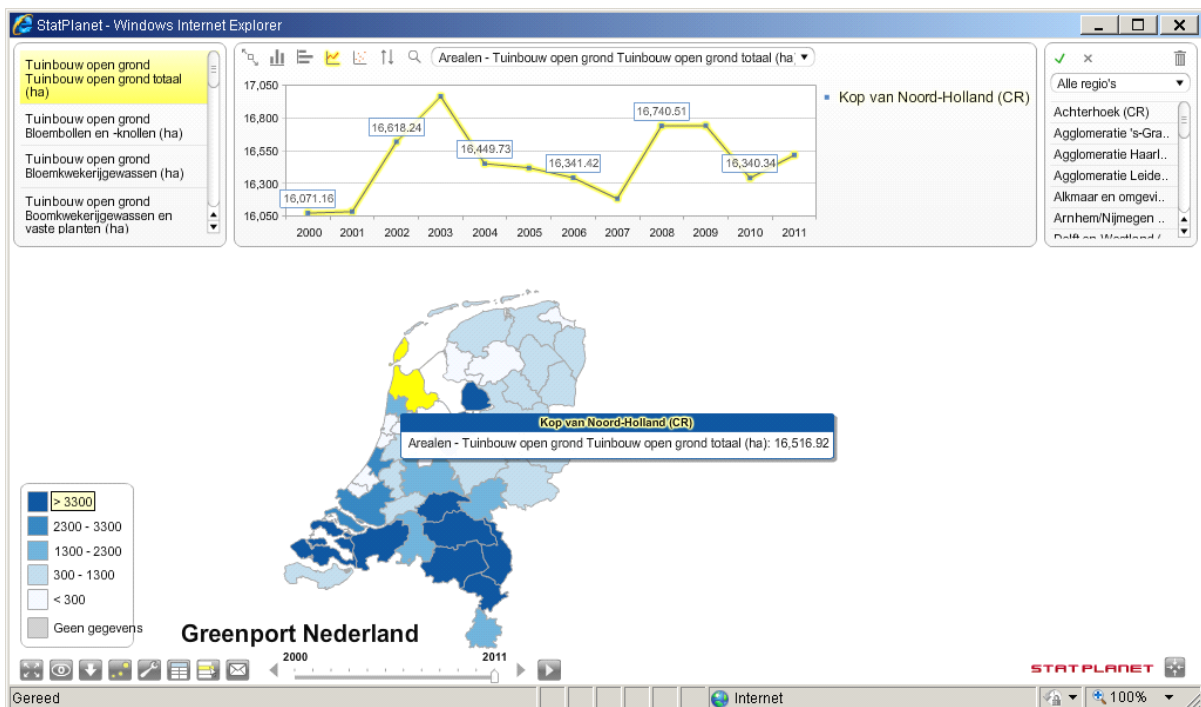 StatPlanet - Windows Internet Explorer
Tuinbouw open grond
Tuinbouw open grond totaal
(ha)
Tuinbouw open grond
Bloembollen en -knollen (ha)
Tuinbouw open grond
Bloemkwekerijgewassen (ha)
Tuinbouw open grond
Boomkwekerijgewassen en
vaste planten (ha)
Arealen - Tuinbouw open grond Tuinbouw open grond totaal (ha
17,050
16,800
16,550
16,300
16,050
16,071.16
16,618.24
16,449.73
16,341.42
16,740.51
16,340.34
2000 2001 2002 2003 2004 2005 2006 2007 2008 2009 2010 2011
Kop van Noord-Holland (CR)
Alle regio's
Achterhoek (CR)
Agglomeratie 's-Gra..
Agglomeratie Haarl..
Agglomeratie Leide..
Alkmaar en omgevi..
Arnhem/Nijmegen ..
Delft en Westland (..
Kop van Noord-Holland (CR)
Arealen - Tuinbouw open grond Tuinbouw open grond totaal (ha): 16,516.92
> 3300
2300 - 3300
1300 - 2300
300 - 1300
< 300
Geen gegevens
Greenport Nederland
2000 2011
STATPLANET
Gereed
Internet
100%